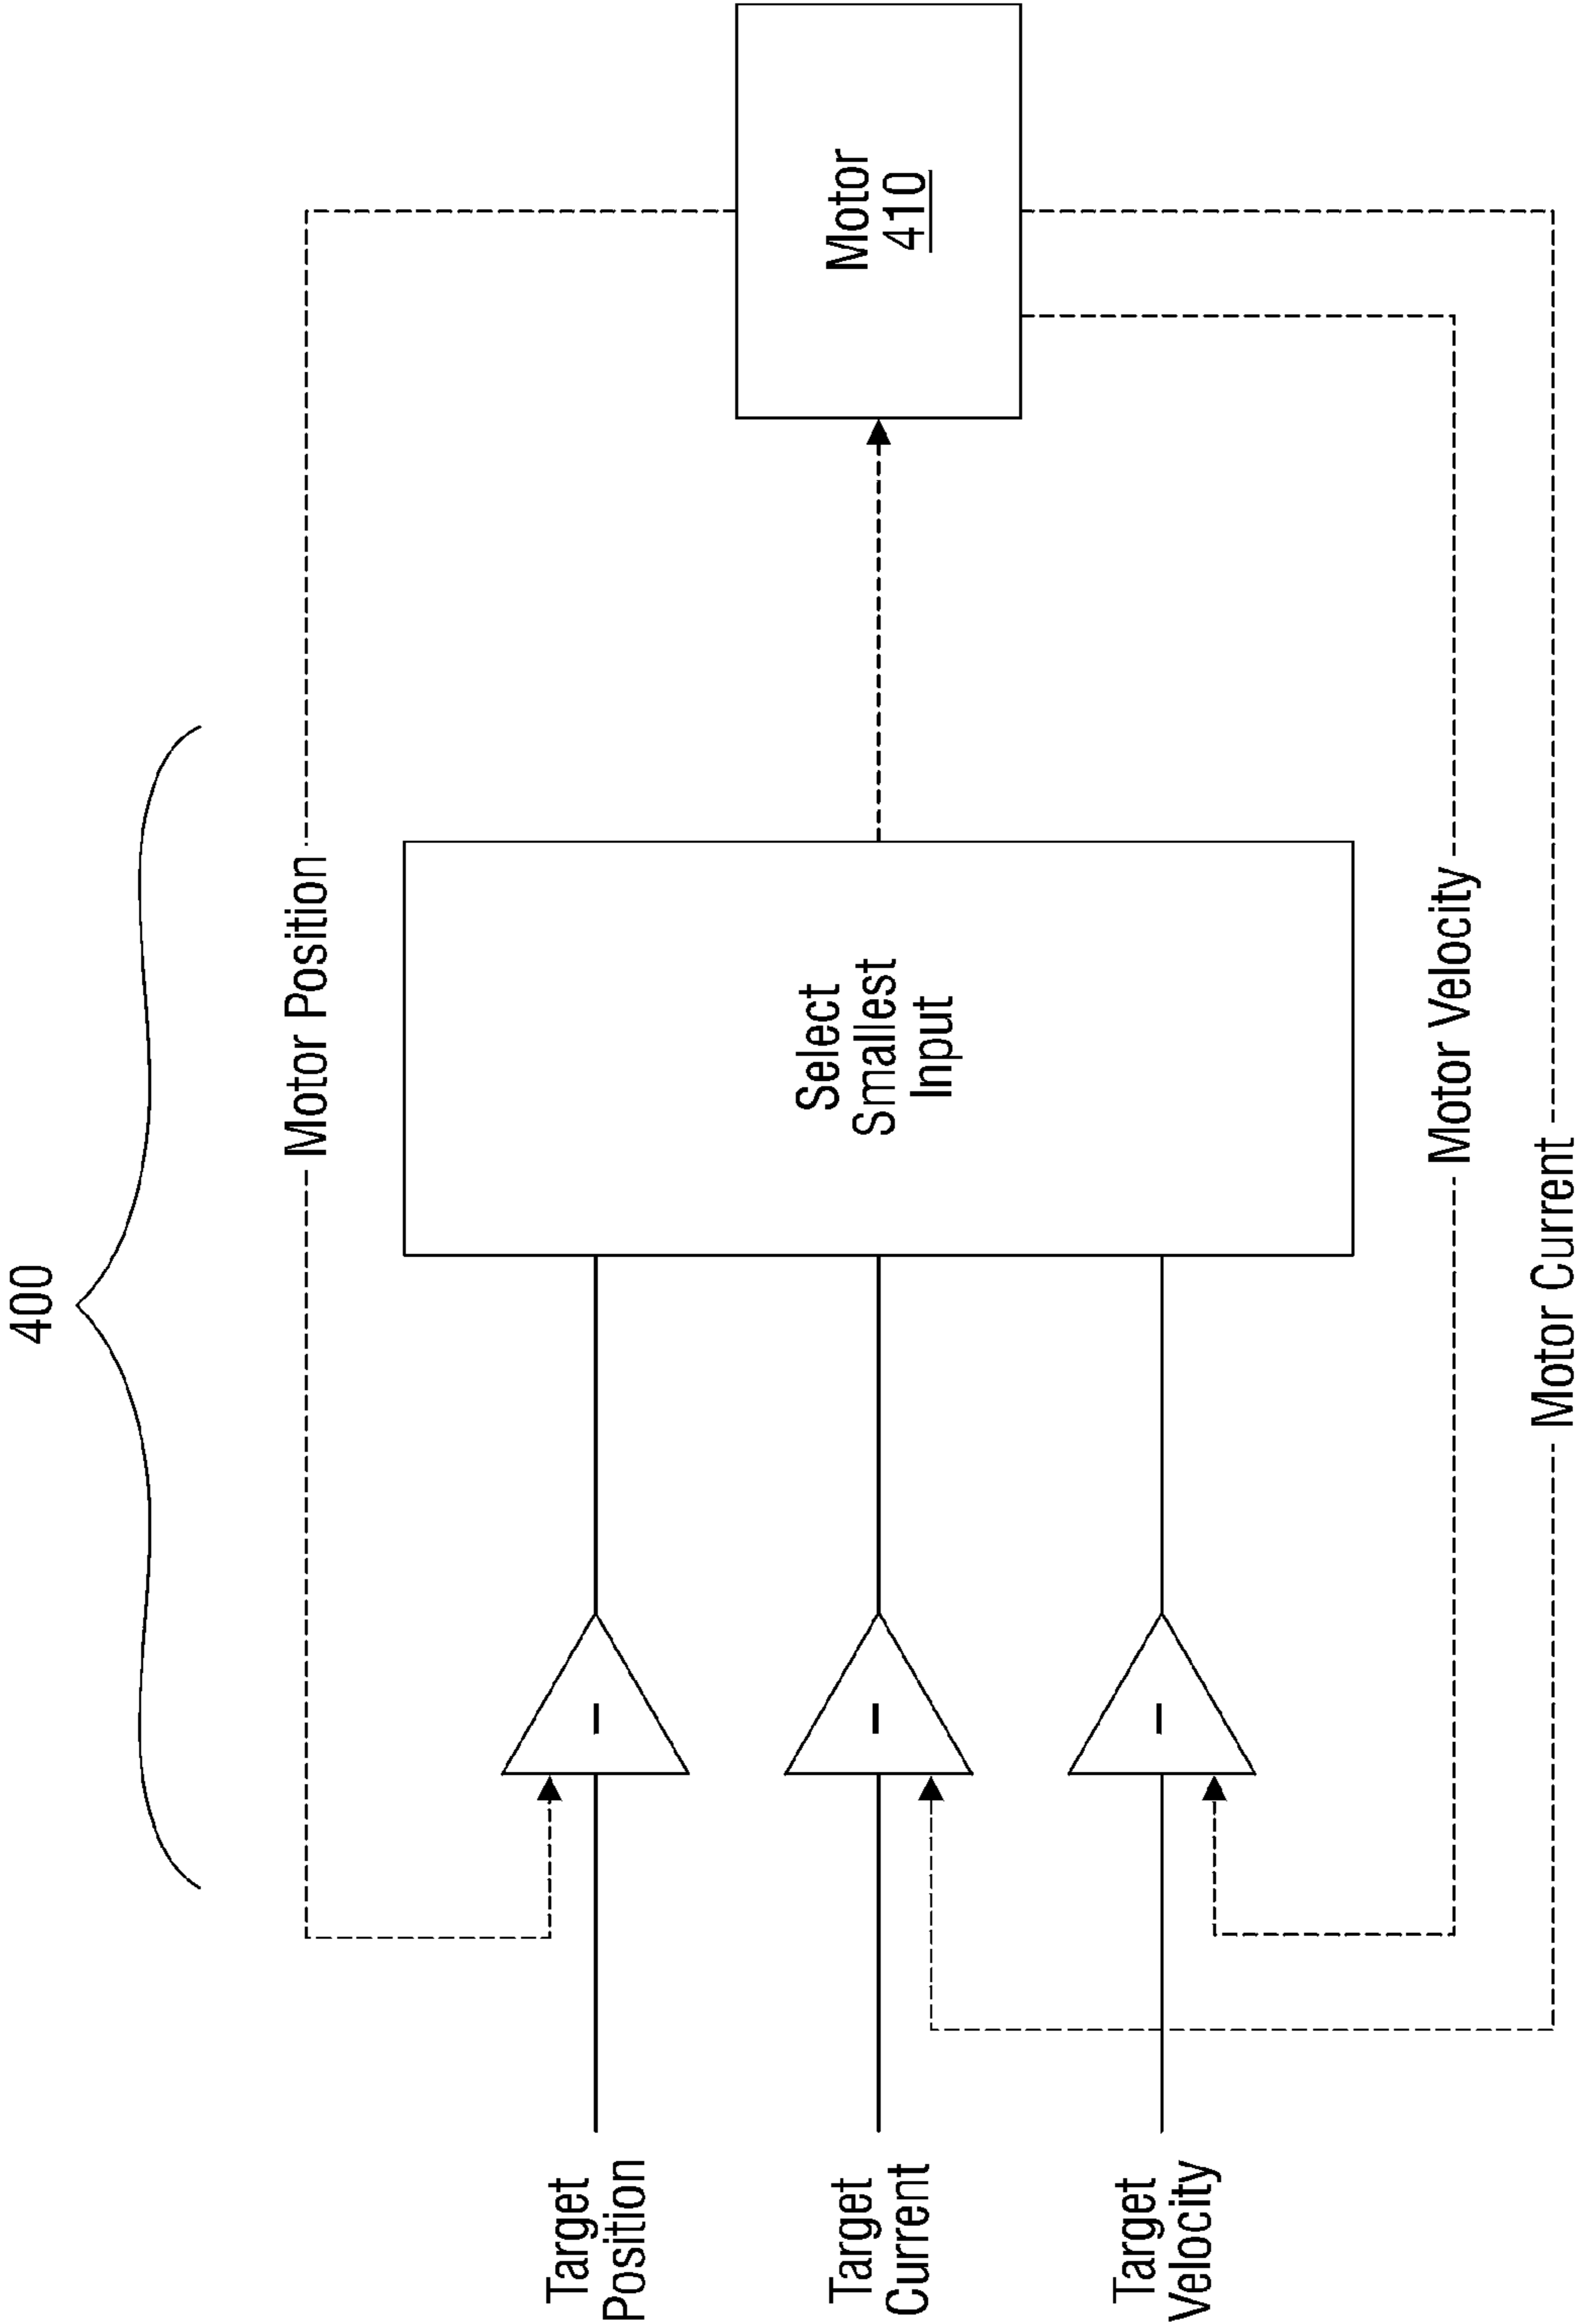 400
Motor Position
Target
Position
Target
Current
Target
Velocity
Select
Smallest
Input
Motor
410
Motor Velocity
Motor Current